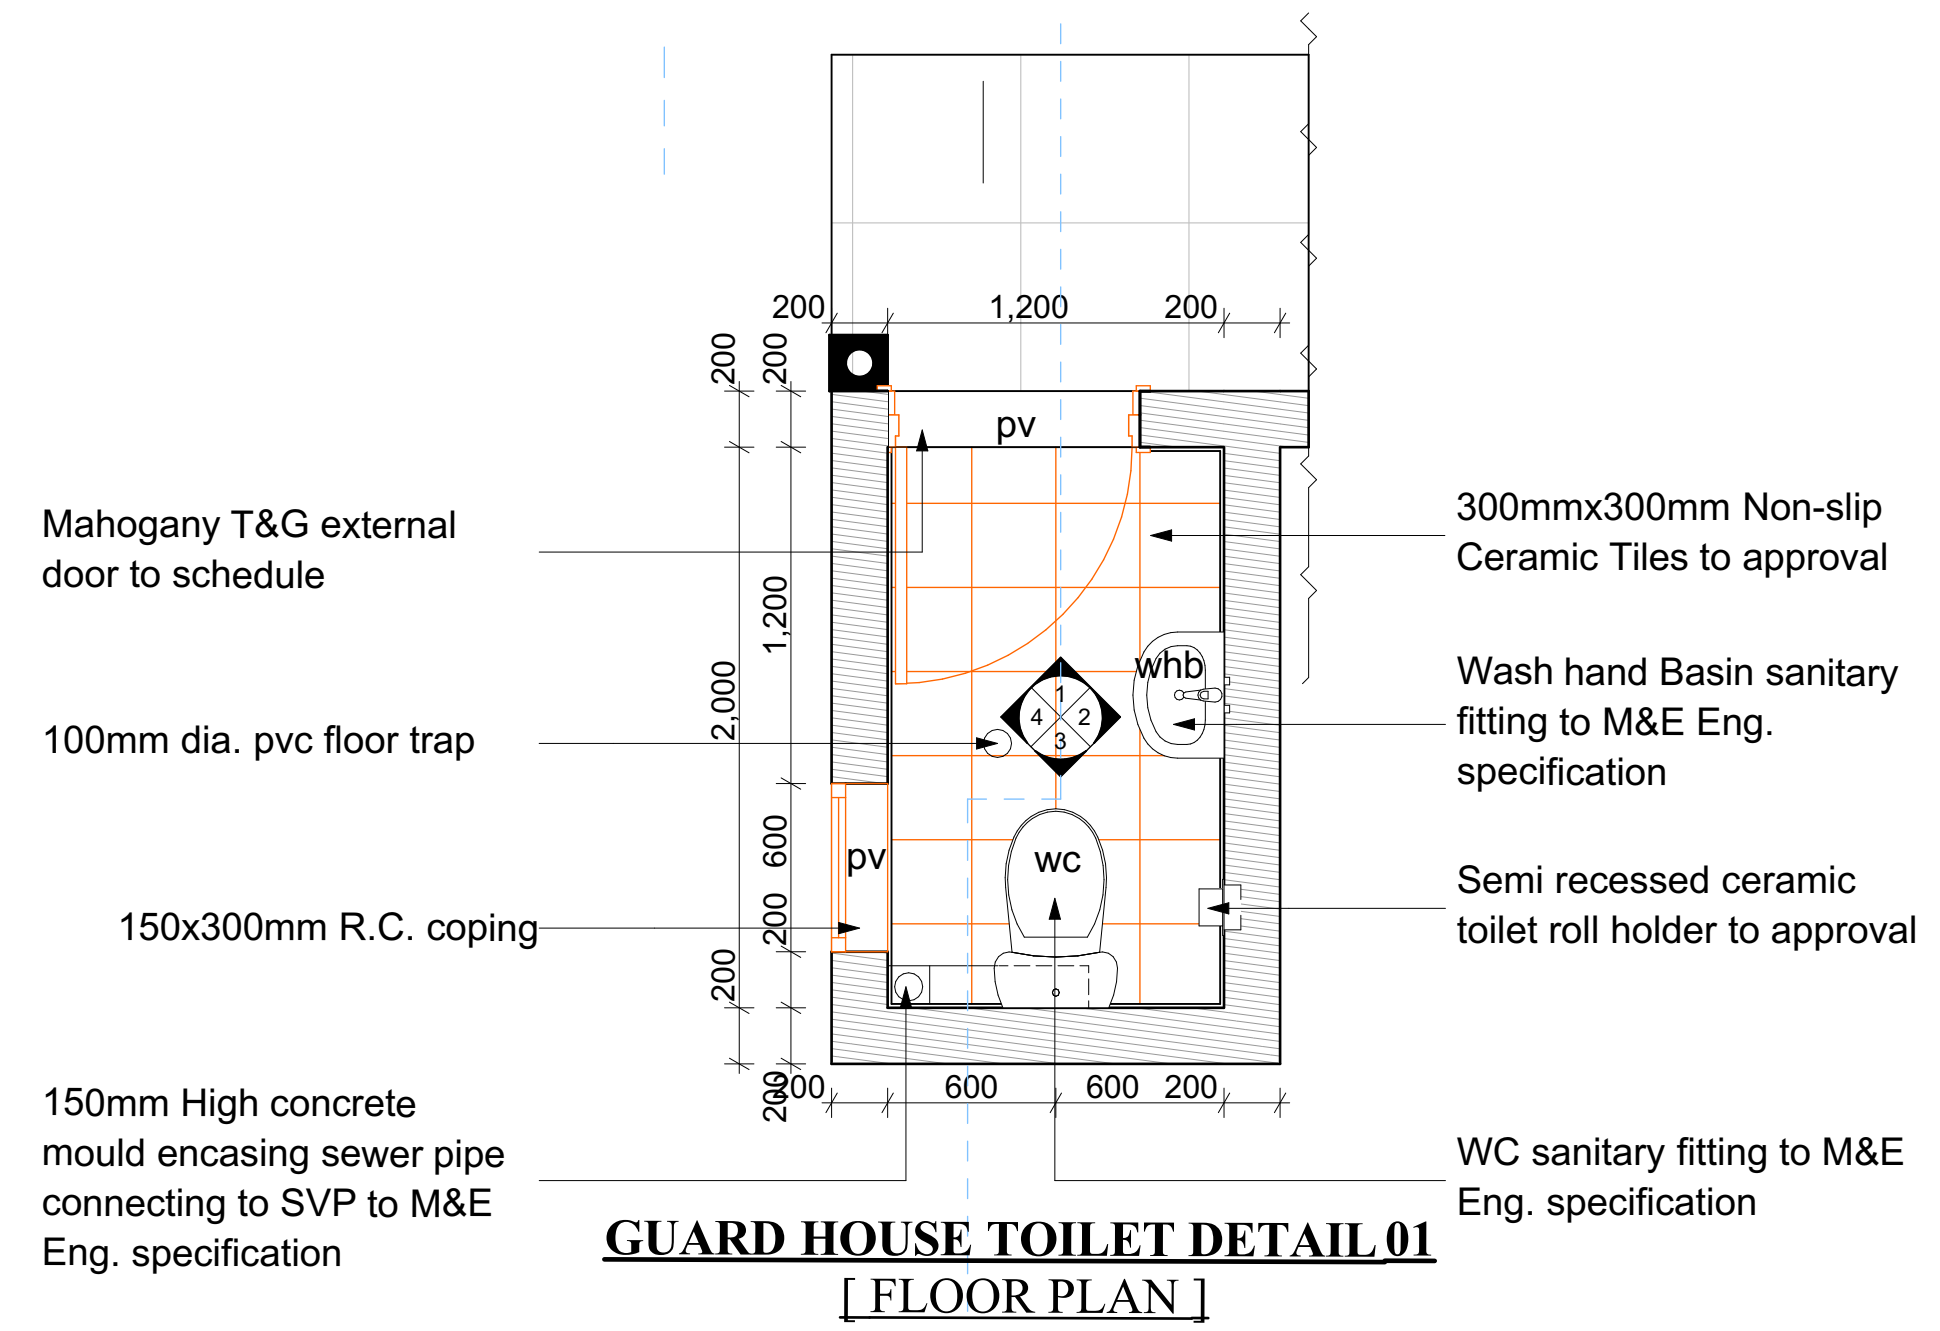 200 1,200 200
200 200
pv
Mahogany T&G external
door to schedule
300mmx300mm Non-slip
Ceramic Tiles to approval
1,200
2,000
whb
1
4 2
3
Wash hand Basin sanitary
fitting to M&E Eng.
specification
100mm dia. pvc floor trap
600
pv
wc
Semi recessed ceramic
toilet roll holder to approval
150x300mm R.C. coping
200
200
200
200 600 600 200
150mm High concrete
mould encasing sewer pipe
connecting to SVP to M&E
Eng. specification
WC sanitary fitting to M&E
Eng. specification
GUARD HOUSE TOILET DETAIL 01
[ FLOOR PLAN ]